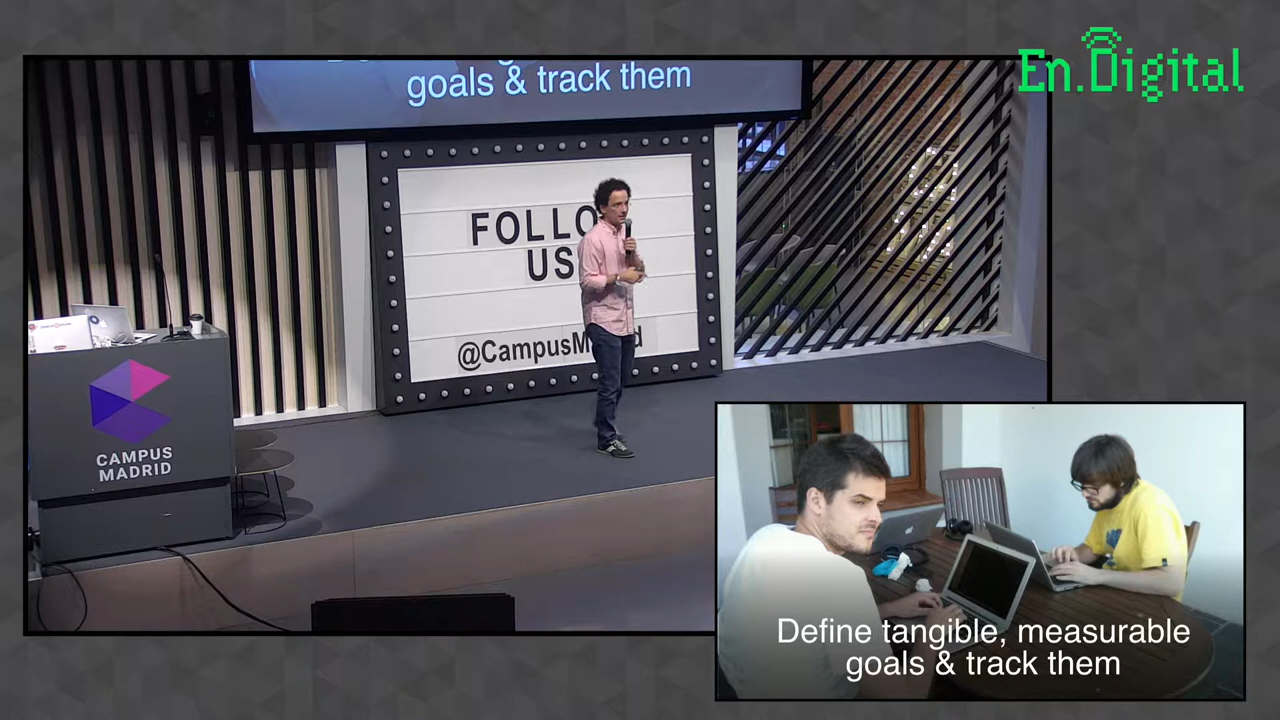 En.Digital
goals & track them
FOLLO
US
@CampusM
d
CAMPUS
MADRID
Define tangible, measurable
goals & track them